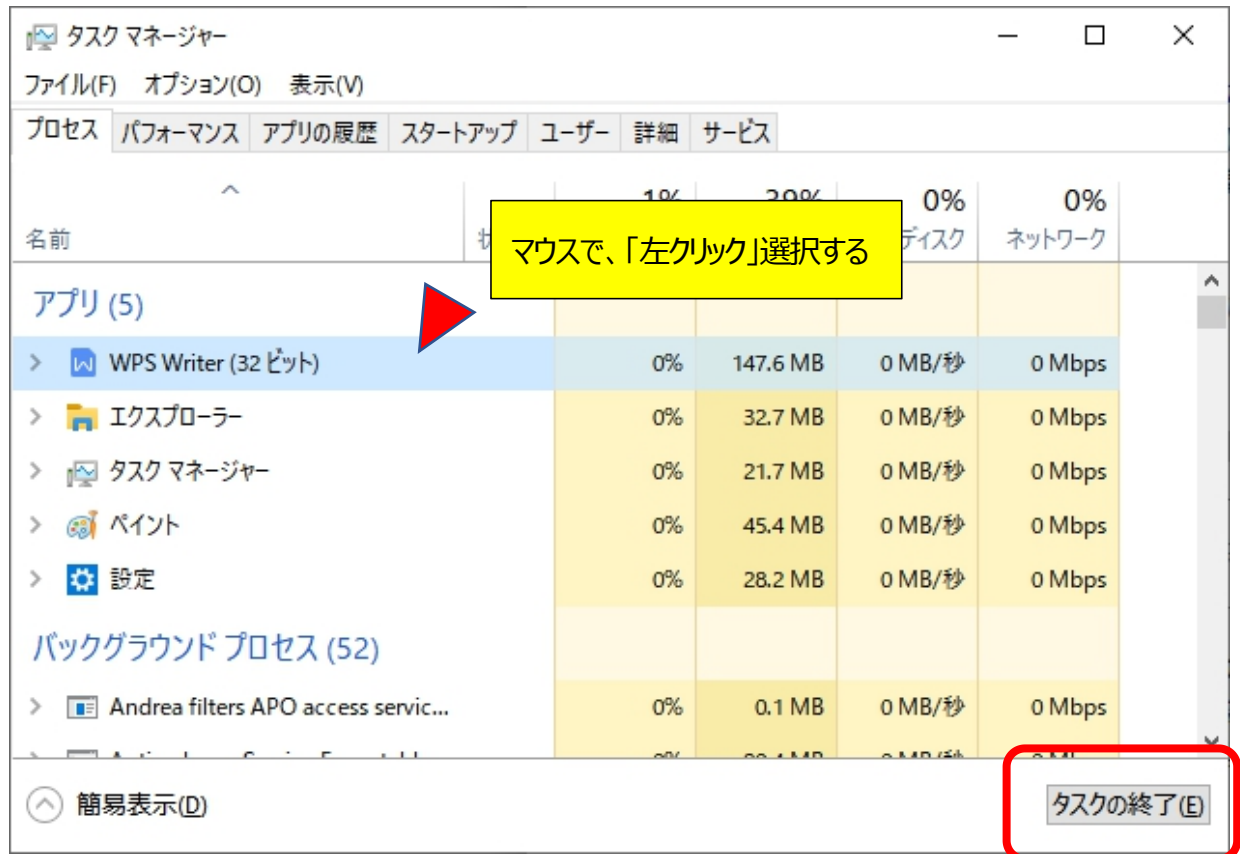 タスク マネージャー
ファイル(F) オプション(O) 表示(V)
プロセス パフォーマンス アプリの履歴 スタートアップ ユーザー 詳細 サービス
1% 39% 0% 0%
名前 ディスク ネットワーク
マウスで、「左クリック」選択する
アプリ (5)
WPS Writer (32 ビット) 0% 147.6 MB 0 MB/秒 0 Mbps
エクスプローラー 0% 32.7 MB 0 MB/秒 0 Mbps
タスク マネージャー 0% 21.7 MB 0 MB/秒 0 Mbps
ペイント 0% 45.4 MB 0 MB/秒 0 Mbps
設定 0% 28.2 MB 0 MB/秒 0 Mbps
バックグラウンド プロセス (52)
Andrea filters APO access servic... 0% 0.1 MB 0 MB/秒 0 Mbps
簡易表示(D)
タスクの終了(E)